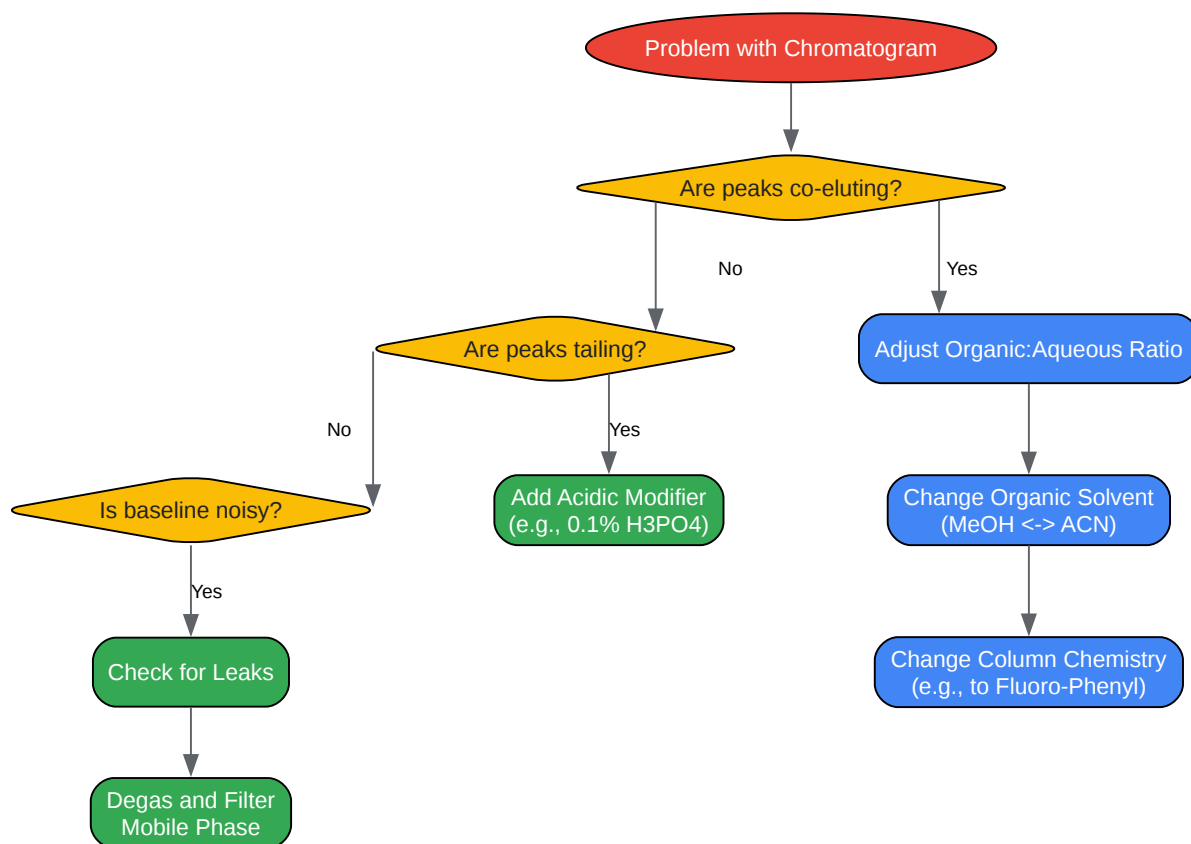 Problem with Chromatogram
Are peaks co-eluting?
No
Yes
Are peaks tailing?
Adjust Organic:Aqueous Ratio
No
Yes
Is baseline noisy?
Add Acidic Modifier
(e.g., 0.1% H3PO4)
Change Organic Solvent
(MeOH <-> ACN)
Yes
Check for Leaks
Change Column Chemistry
(e.g., to Fluoro-Phenyl)
Degas and Filter
Mobile Phase